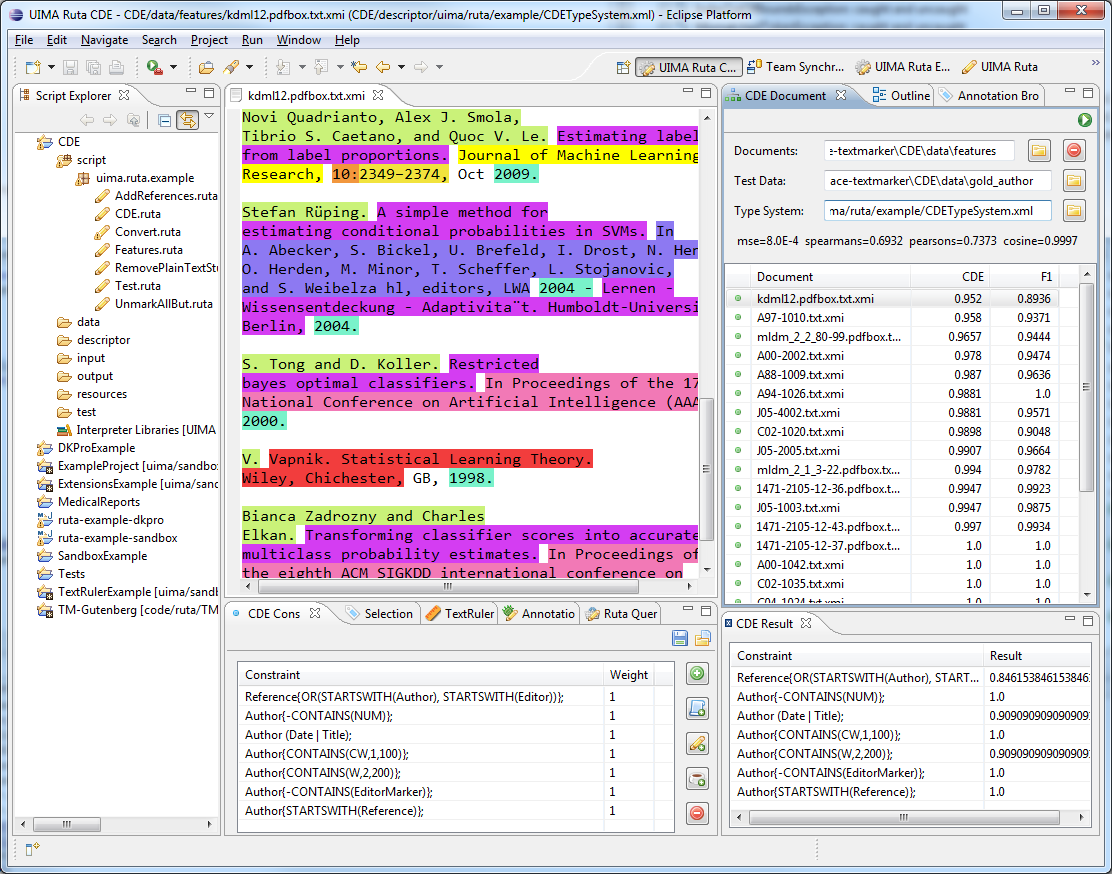 UIMA Ruta CDE - CDE/data/features/kdml12.pdfbox.txt.xmi (CDE/descriptor/uima/ruta/example/CDETypeSystem.xml) - Eclipse Platform
File Edit Navigate Search Project Run Window Help
UIMA Ruta C... Team Synchr... UIMA Ruta E... UIMA Ruta
Script Explorer
CDE
script
uima.ruta.example
AddReferences.ruta
CDE.ruta
Convert.ruta
Features.ruta
RemovePlainTextSt
Test.ruta
UnmarkAllBut.ruta
data
descriptor
input
output
resources
test
Interpreter Libraries [UIMA
DKProExample
ExampleProject [uima/sandbo
ExtensionsExample [uima/sanc
MedicalReports
ruta-example-dkpro
ruta-example-sandbox
SandboxExample
Tests
TextRulerExample [uima/sandl
TM-Gutenberg [code/ruta/TM
kdml12.pdfbox.txt.xmi
Novi Quadrianto, Alex J. Smola,
Tibrio S. Caetano, and Quoc V. Le. Estimating label
from label proportions. Journal of Machine Learning
Research, 10:2349–2374, Oct 2009.
Stefan Rüping. A simple method for
estimating conditional probabilities in SVMs. In
A. Abecker, S. Bickel, U. Brefeld, I. Drost, N. Her
O. Herden, M. Minor, T. Scheffer, L. Stojanovic,
and S. Weibelza hl, editors, LWA 2004 - Lernen -
Wissensentdeckung - Adaptivita¨t. Humboldt-Universi
Berlin, 2004.
S. Tong and D. Koller. Restricted
bayes optimal classifiers. In Proceedings of the 17
National Conference on Artificial Intelligence (AAA
2000.
V. Vapnik. Statistical Learning Theory.
Wiley, Chichester, GB, 1998.
Bianca Zadrozny and Charles
Elkan. Transforming classifier scores into accurate
multiclass probability estimates. In Proceedings of
the eighth ACM SIGKDD international conference on
CDE Document Outline Annotation Bro
Documents: e-textmarker\CDE\data\features
Test Data: ace-textmarker\CDE\data\gold_author
Type System: ma/ruta/example/CDETypeSystem.xml
mse=8.0E-4 spearmans=0.6932 pearsons=0.7373 cosine=0.9997
Document CDE F1
kdml12.pdfbox.txt.xmi 0.952 0.8936
A97-1010.txt.xmi 0.958 0.9371
mldm_2_2_80-99.pdfbox.t... 0.9657 0.9444
A00-2002.txt.xmi 0.978 0.9474
A88-1009.txt.xmi 0.987 0.9636
A94-1026.txt.xmi 0.9881 1.0
J05-4002.txt.xmi 0.9881 0.9571
C02-1020.txt.xmi 0.9898 0.9048
J05-2005.txt.xmi 0.9907 0.9664
mldm_2_1_3-22.pdfbox.tx... 0.994 0.9782
1471-2105-12-36.pdfbox.t... 0.9947 0.9923
J05-1003.txt.xmi 0.9947 0.9875
1471-2105-12-43.pdfbox.t... 0.997 0.9934
1471-2105-12-37.pdfbox.t... 1.0 1.0
A00-1042.txt.xmi 1.0 1.0
C02-1035.txt.xmi 1.0 1.0
C04-1024.txt.xmi 1.0 1.0
CDE Cons Selection TextRuler Annotatio Ruta Quer
Constraint Weight
Reference{OR(STARTSWITH(Author), STARTSWITH(Editor))}; 1
Author{-CONTAINS(NUM)}; 1
Author (Date | Title); 1
Author{CONTAINS(CW,1,100)}; 1
Author{CONTAINS(W,2,200)}; 1
Author{-CONTAINS(EditorMarker)}; 1
Author{STARTSWITH(Reference)}; 1
CDE Result
Constraint Result
Reference{OR(STARTSWITH(Author), START... 0.846153846153846
Author{-CONTAINS(NUM)}; 1.0
Author (Date | Title); 0.909090909090909
Author{CONTAINS(CW,1,100)}; 1.0
Author{CONTAINS(W,2,200)}; 0.909090909090909
Author{-CONTAINS(EditorMarker)}; 1.0
Author{STARTSWITH(Reference)}; 1.0